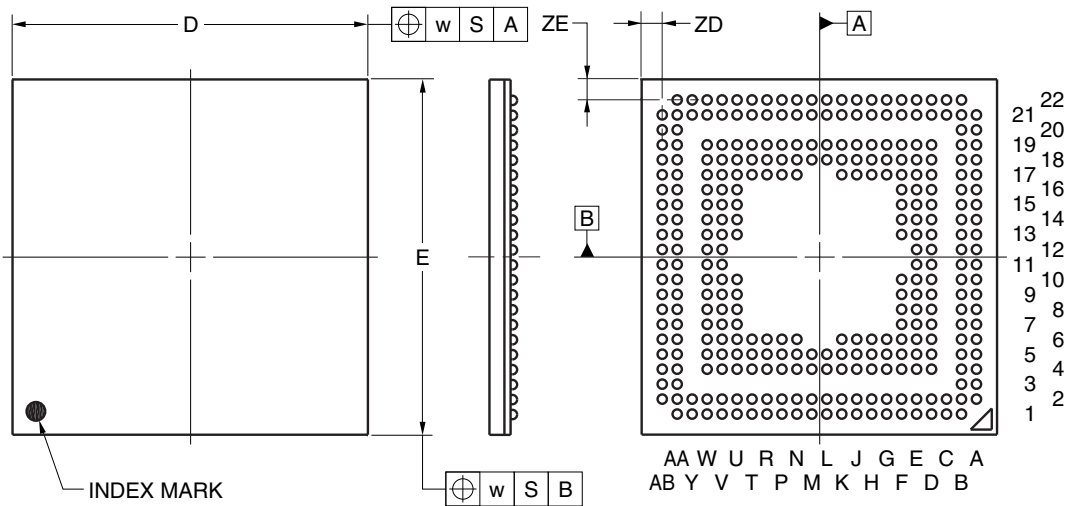 D
w S A
ZE
ZD
A
22
21
20
19
18
17
16
15
14
13
12
11
10
9
8
7
6
5
4
3
2
1
B
E
AA W U R N L J G E C A
AB Y V T P M K H F D B
INDEX MARK
w S B